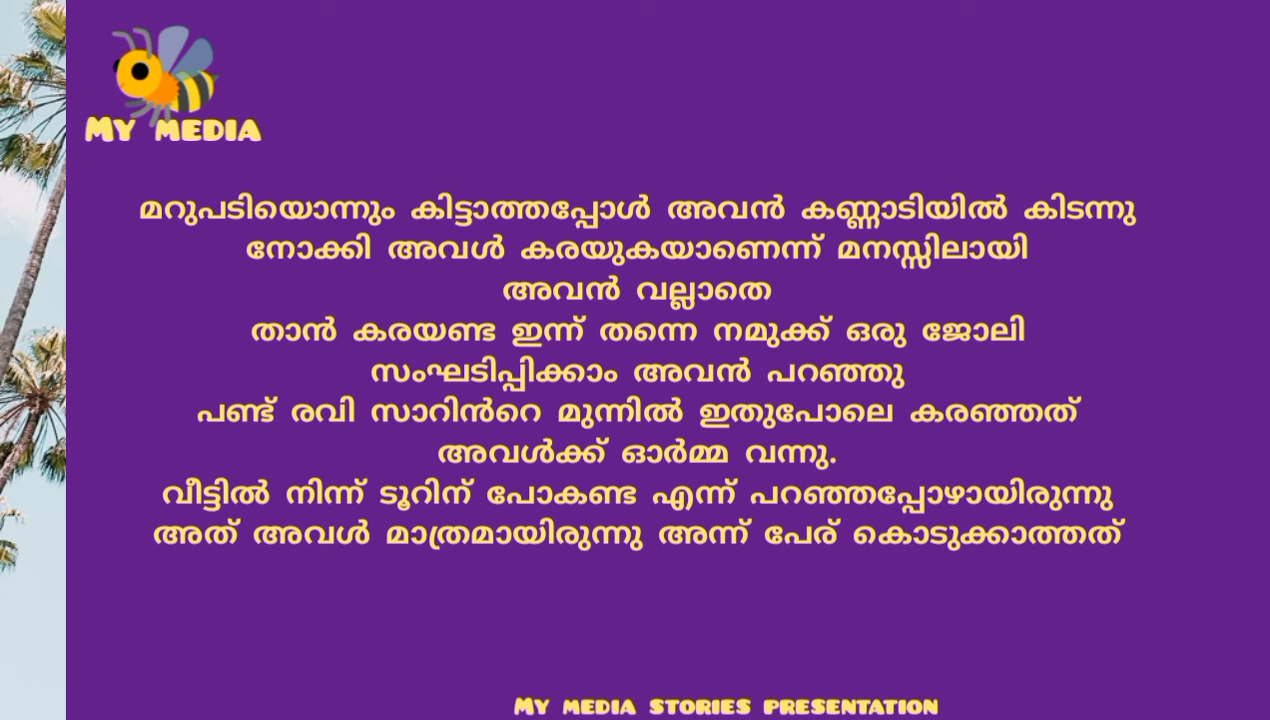 My media
മറുപടിയൊന്നും കിട്ടാത്തപ്പോൾ അവൻ കണ്ണാടിയിൽ കിടന്നു
നോക്കി അവൾ കരയുകയാണെന്ന് മനസ്സിലായി
അവൻ വല്ലാതെ
താൻ കരയണ്ട ഇന്ന് തന്നെ നമുക്ക് ഒരു ജോലി
സംഘടിപ്പിക്കാം അവൻ പറഞ്ഞു
പണ്ട് രവി സാറിൻറെ മുന്നിൽ ഇതുപോലെ കരഞ്ഞത്
അവൾക്ക് ഓർമ്മ വന്നു.
വീട്ടിൽ നിന്ന് ടൂറിന് പോകണ്ട എന്ന് പറഞ്ഞപ്പോഴായിരുന്നു
അത് അവൾ മാത്രമായിരുന്നു അന്ന് പേര് കൊടുക്കാത്തത്
My media stories presentation